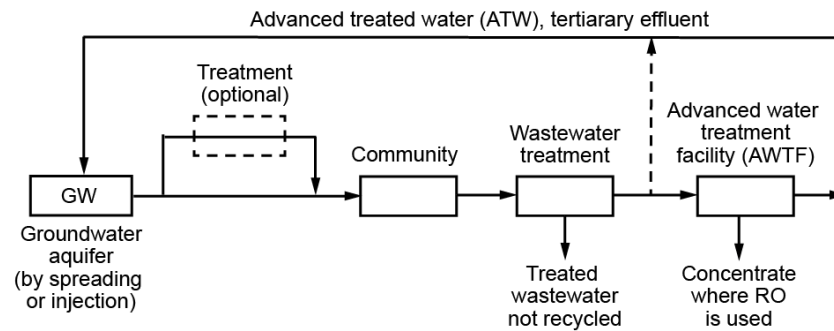 Advanced treated water (ATW), tertiarary effluent
Treatment
(optional)
Community
Wastewater
treatment
Advanced water
treatment
facility (AWTF)
GW
Groundwater
aquifer
(by spreading
or injection)
Treated
wastewater
not recycled
Concentrate
where RO
is used